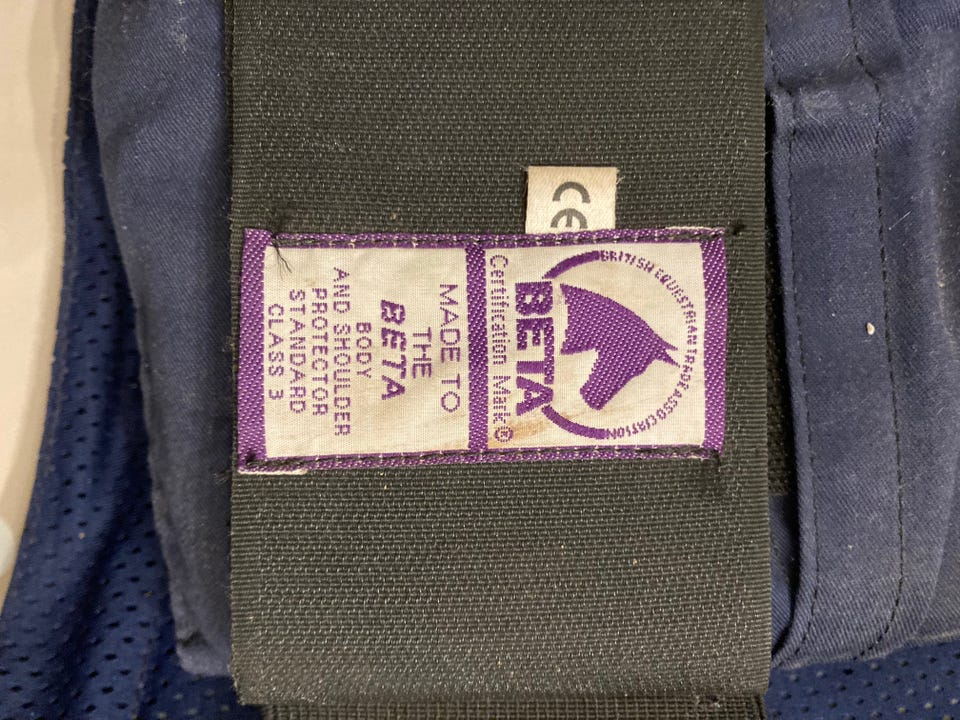 CE
BRITISH EQUESTRIAN TRADE ASSOCIATION
BETA
Certification Mark®
MADE TO
THE
BETA
BODY
AND SHOULDER
PROTECTOR
STANDARD
CLASS 3